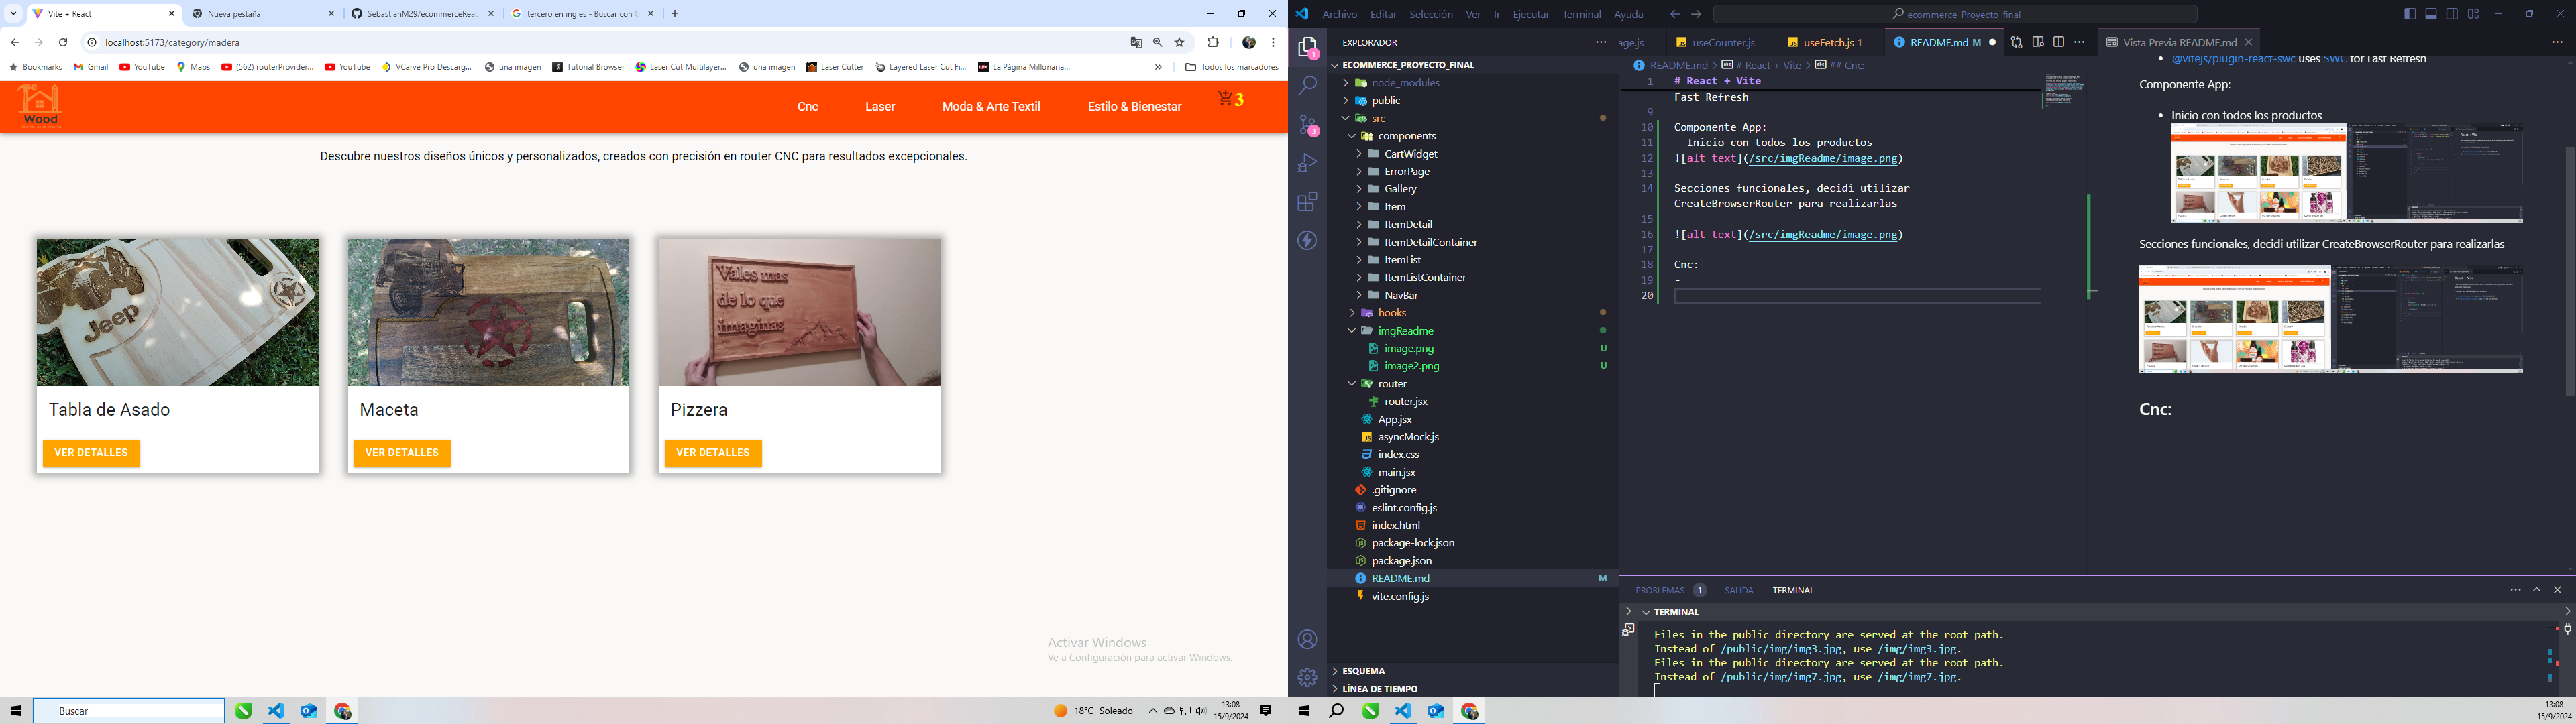 Vite + React
Nueva pestaña
SebastianM29/ecommerceReac
tercero en ingles - Buscar con G
localhost:5173/category/madera
Bookmarks
Gmail
YouTube
Maps
(562) routerProvider...
YouTube
VCarve Pro Descarg...
una imagen
Tutorial Browser
Laser Cut Multilayer...
una imagen
Laser Cutter
Layered Laser Cut Fi...
La Página Millonaria...
»
Todos los marcadores
Wood
Cnc
Laser
Moda & Arte Textil
Estilo & Bienestar
3
Descubre nuestros diseños únicos y personalizados, creados con precisión en router CNC para resultados excepcionales.
Jeep
Vales mas
de lo que
imaginas
Tabla de Asado
VER DETALLES
Maceta
VER DETALLES
Pizzera
VER DETALLES
Activar Windows
Ve a Configuración para activar Windows.
Buscar
18°C Soleado
13:08
15/9/2024
Archivo
Editar
Selección
Ver
Ir
Ejecutar
Terminal
Ayuda
ecommerce_Proyecto_final
1
3
EXPLORADOR
ECOMMERCE_PROYECTO_FINAL
node_modules
public
src
components
CartWidget
ErrorPage
Gallery
Item
ItemDetail
ItemDetailContainer
ItemList
ItemListContainer
NavBar
hooks
imgReadme
image.png U
image2.png U
router
router.jsx
App.jsx
asyncMock.js
index.css
main.jsx
.gitignore
eslint.config.js
index.html
package-lock.json
package.json
README.md M
vite.config.js
ESQUEMA
LÍNEA DE TIEMPO
age.js
useCounter.js
useFetch.js 1
README.md M
README.md > # React + Vite > ## Cnc:
1 # React + Vite
Fast Refresh
9
10 Componente App:
11 - Inicio con todos los productos
12 ![alt text](/src/imgReadme/image.png)
13
14 Secciones funcionales, decidi utilizar
CreateBrowserRouter para realizarlas
15
16 ![alt text](/src/imgReadme/image.png)
17
18 Cnc:
19 -
20
Vista Previa README.md
@vitejs/plugin-react-swc uses SWC for Fast Refresh
Componente App:
Inicio con todos los productos
Secciones funcionales, decidi utilizar CreateBrowserRouter para realizarlas
Cnc:
PROBLEMAS 1
SALIDA
TERMINAL
TERMINAL
Files in the public directory are served at the root path.
Instead of /public/img/img3.jpg, use /img/img3.jpg.
Files in the public directory are served at the root path.
Instead of /public/img/img7.jpg, use /img/img7.jpg.
13:08
15/9/2024